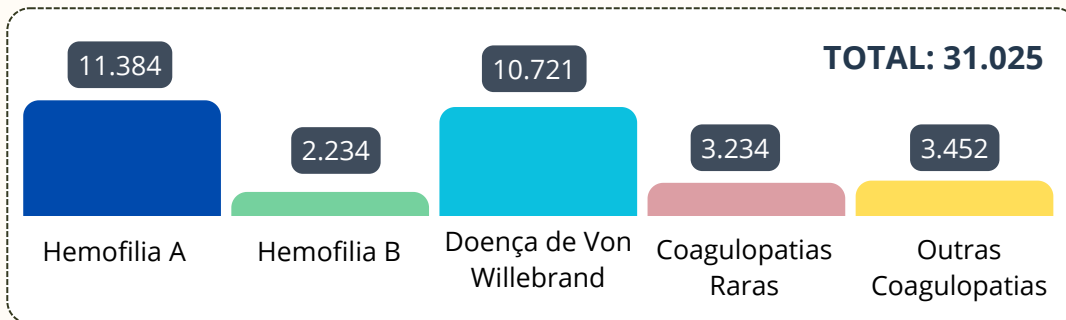 TOTAL: 31.025
11.384
2.234
10.721
3.234
3.452
Hemofilia A
Hemofilia B
Doença de Von
Willebrand
Coagulopatias
Raras
Outras
Coagulopatias